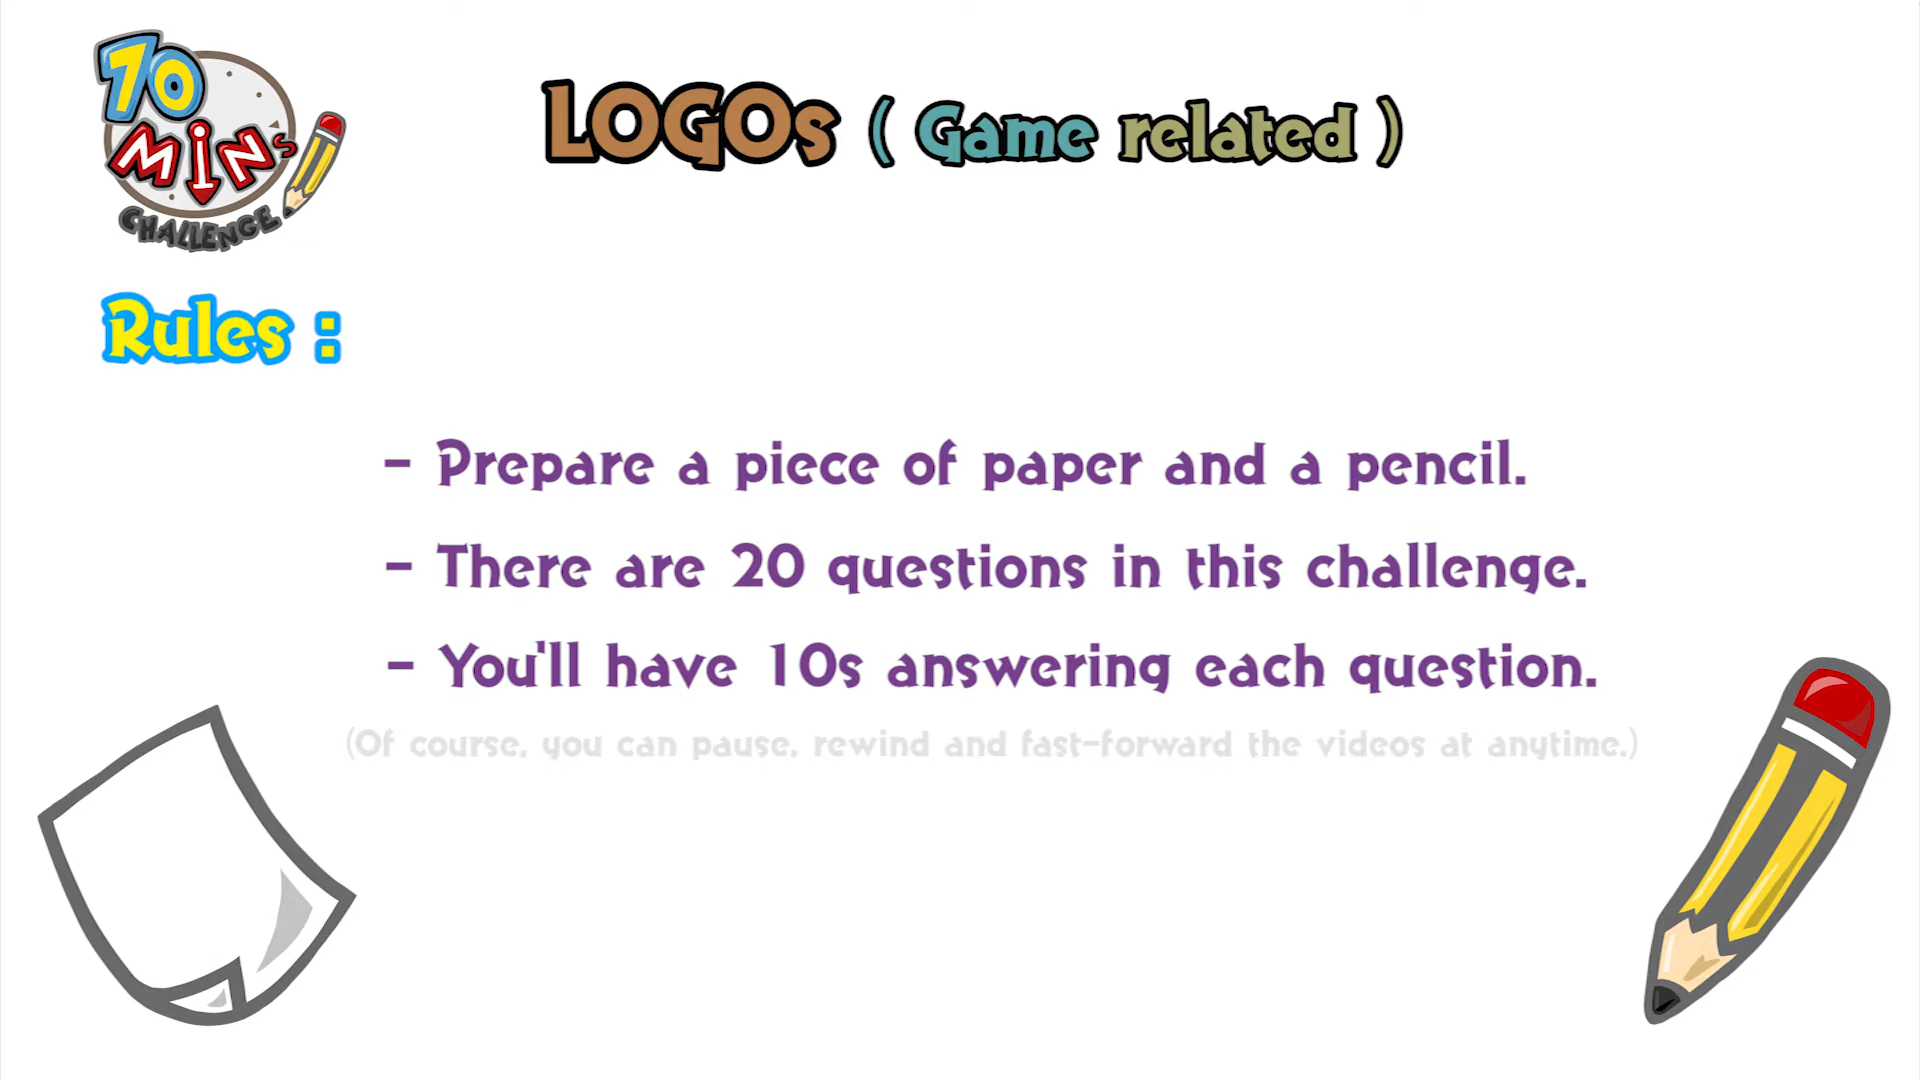 70
MINs
CHALLENGE
LOGOs ( Game related )
Rules :
- Prepare a piece of paper and a pencil.
- There are 20 questions in this challenge.
- You'll have 10s answering each question.
(Of course, you can pause, rewind and fast-forward the videos at anytime.)